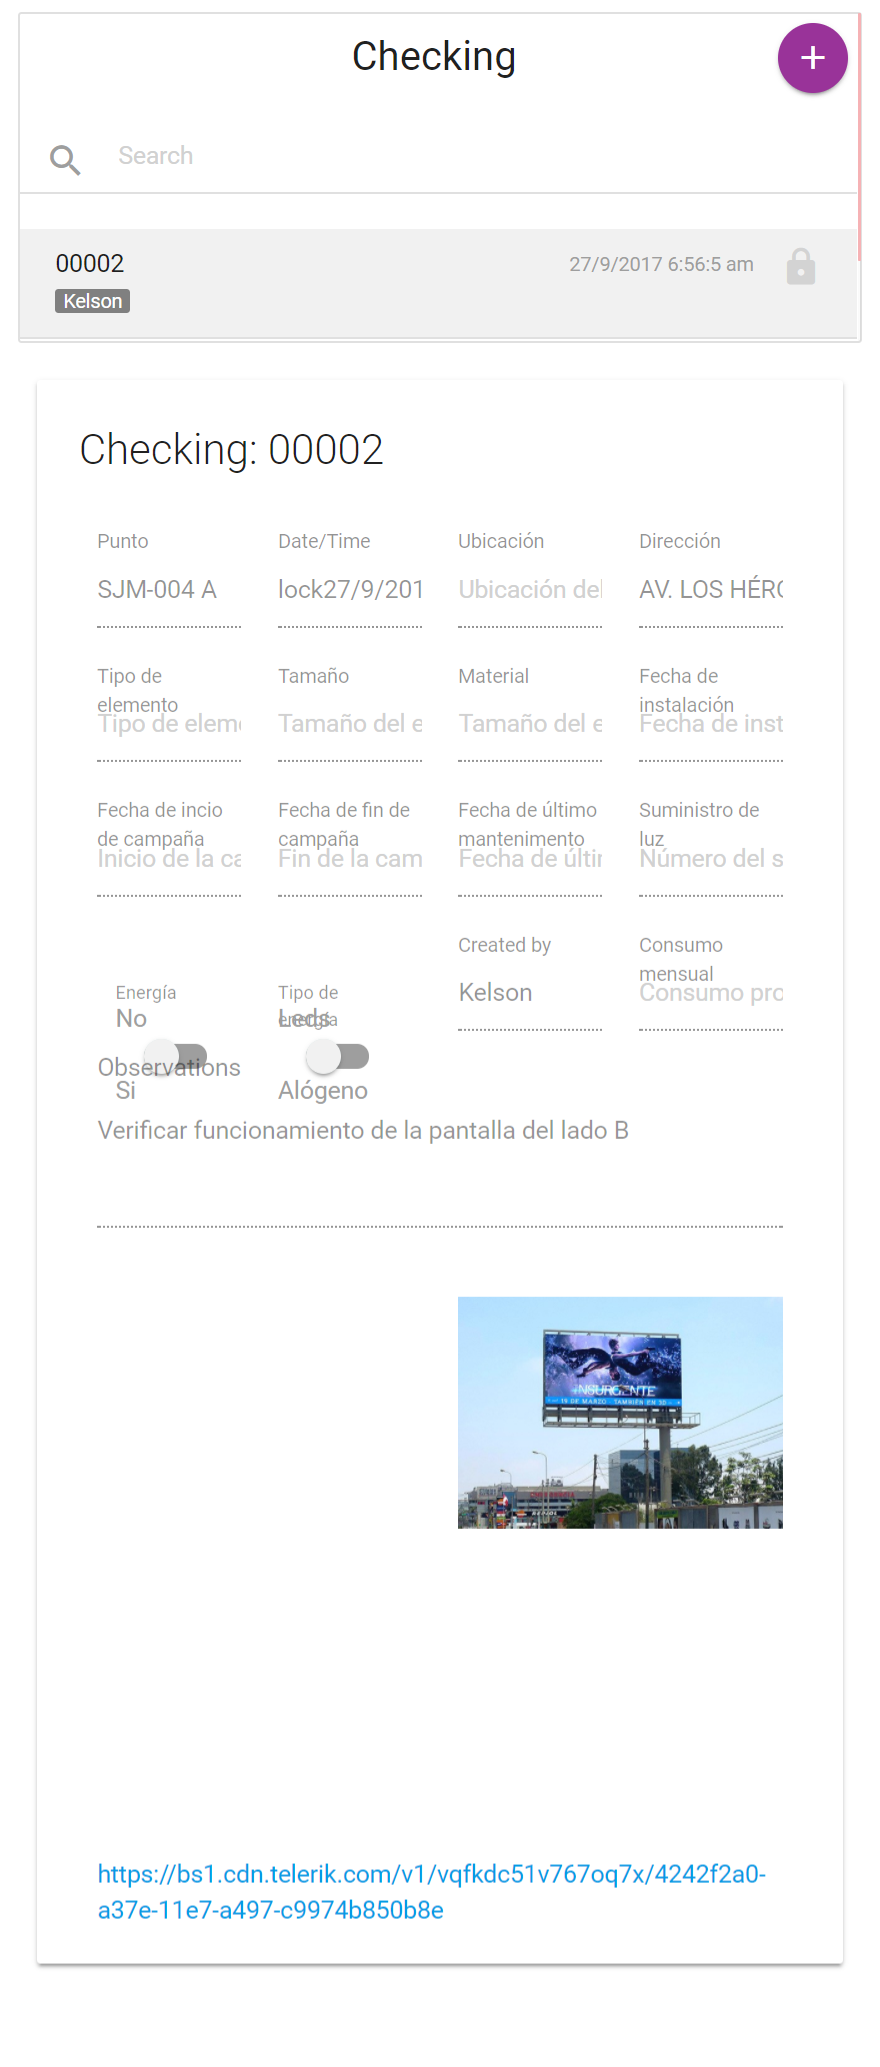 Checking
+
Search
00002
27/9/2017 6:56:5 am
Kelson
Checking: 00002
Punto
Date/Time
Ubicación
Dirección
SJM-004 A
lock27/9/201
Ubicación del
AV. LOS HÉRO
Tipo de
elemento
Tamaño
Material
Fecha de
instalación
Tipo de eleme
Tamaño del e
Tamaño del e
Fecha de inst
Fecha de incio
de campaña
Fecha de fin de
campaña
Fecha de último
mantenimento
Suministro de
luz
Inicio de la ca
Fin de la cam
Fecha de últir
Número del s
Created by
Consumo
mensual
Kelson
Consumo pro
Energía
No
Si
Tipo de
energía
Leds
Alógeno
Observations
Verificar funcionamiento de la pantalla del lado B
INSURGENTE
19 DE MARZO TAMBIÉN EN 3D
https://bs1.cdn.telerik.com/v1/vqfkdc51v767oq7x/4242f2a0-
a37e-11e7-a497-c9974b850b8e